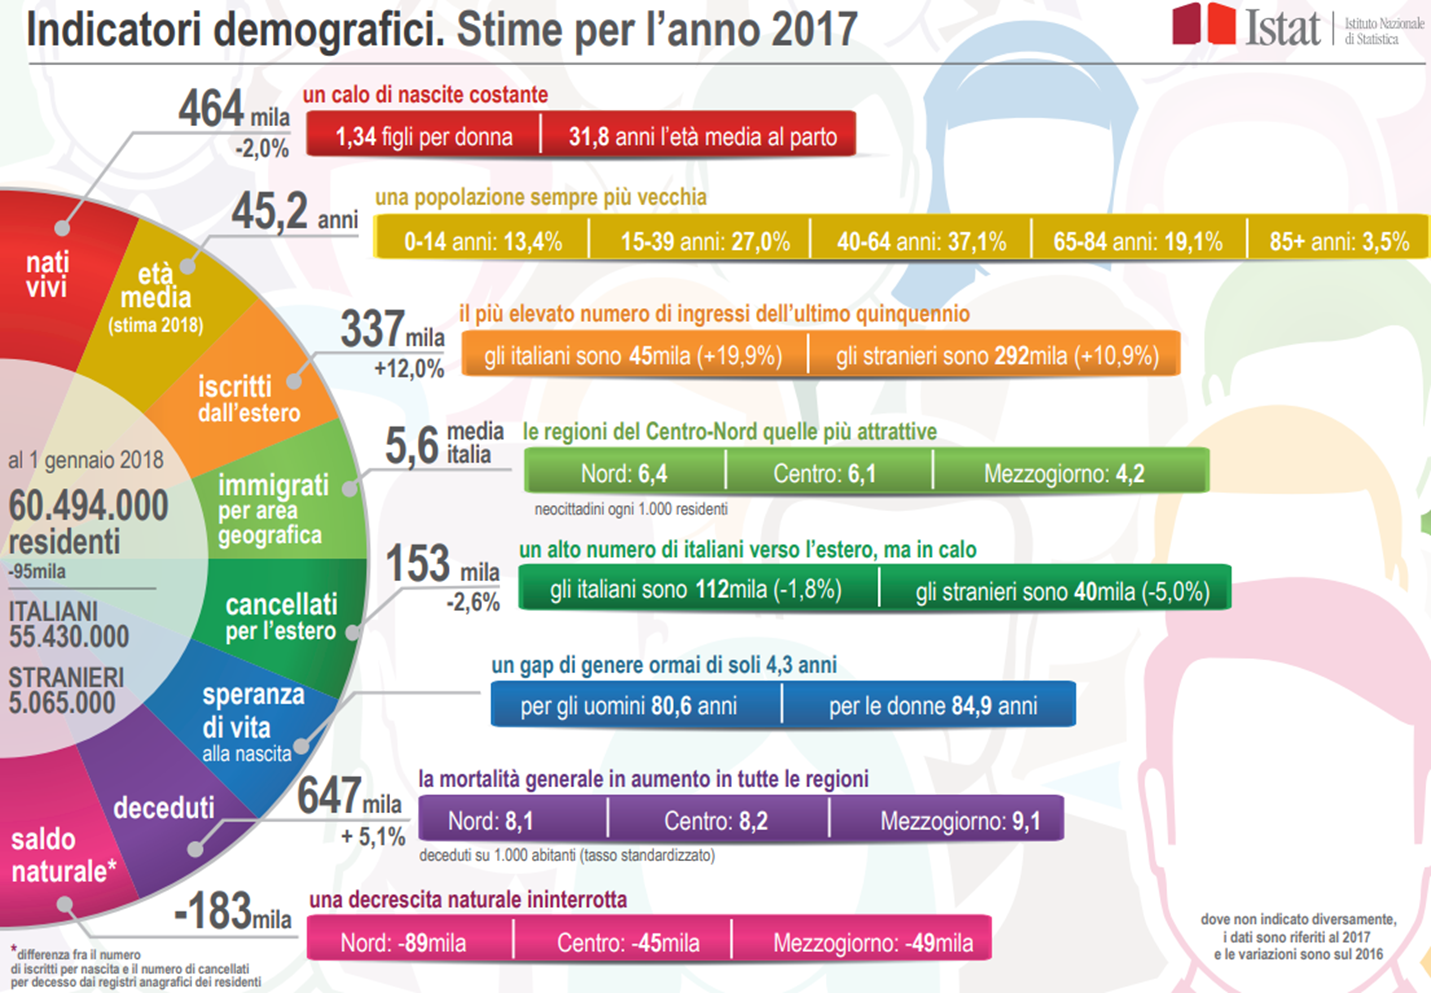 Indicatori demografici. Stime per l'anno 2017
Istat
Istituto Nazionale
di Statistica
464 mila
-2,0%
un calo di nascite costante
1,34 figli per donna
31,8 anni l'età media al parto
nati
vivi
45,2 anni
una popolazione sempre più vecchia
0-14 anni: 13,4%
15-39 anni: 27,0%
40-64 anni: 37,1%
65-84 anni: 19,1%
85+ anni: 3,5%
età
media
(stima 2018)
337 mila
+12,0%
il più elevato numero di ingressi dell'ultimo quinquennio
gli italiani sono 45mila (+19,9%)
gli stranieri sono 292mila (+10,9%)
iscritti
dall'estero
5,6 media
italia
le regioni del Centro-Nord quelle più attrattive
Nord: 6,4
Centro: 6,1
Mezzogiorno: 4,2
neocittadini ogni 1.000 residenti
immigrati
per area
geografica
al 1 gennaio 2018
60.494.000
residenti
-95mila
ITALIANI
55.430.000
STRANIERI
5.065.000
153 mila
-2,6%
un alto numero di italiani verso l'estero, ma in calo
gli italiani sono 112mila (-1,8%)
gli stranieri sono 40mila (-5,0%)
cancellati
per l'estero
un gap di genere ormai di soli 4,3 anni
per gli uomini 80,6 anni
per le donne 84,9 anni
speranza
di vita
alla nascita
647 mila
+ 5,1%
la mortalità generale in aumento in tutte le regioni
Nord: 8,1
Centro: 8,2
Mezzogiorno: 9,1
deceduti su 1.000 abitanti (tasso standardizzato)
deceduti
saldo
naturale*
-183mila
una decrescita naturale ininterrotta
Nord: -89mila
Centro: -45mila
Mezzogiorno: -49mila
*differenza fra il numero
di iscritti per nascita e il numero di cancellati
per decesso dai registri anagrafici dei residenti
dove non indicato diversamente,
i dati sono riferiti al 2017
e le variazioni sono sul 2016